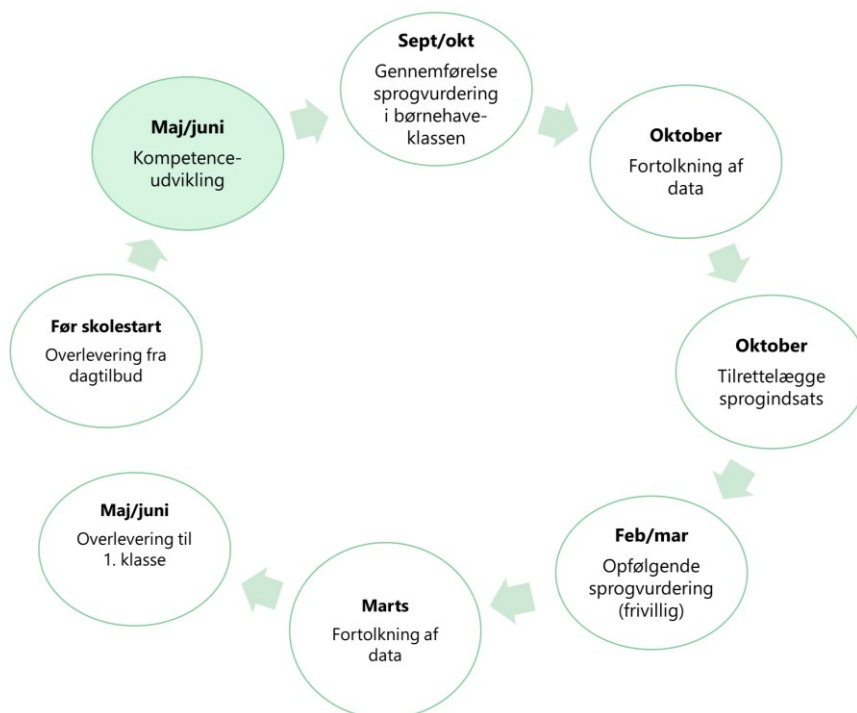 Før skolestart
Overlevering fra
dagtilbud
Maj/juni
Kompetence-
udvikling
Sept/okt
Gennemførelse
sprogvurdering
i børnehave-
klassen
Oktober
Fortolkning af
data
Oktober
Tilrettelægge
sprogindsats
Feb/mar
Opfølgende
sprogvurdering
(frivillig)
Marts
Fortolkning af
data
Maj/juni
Overlevering til
1. klasse